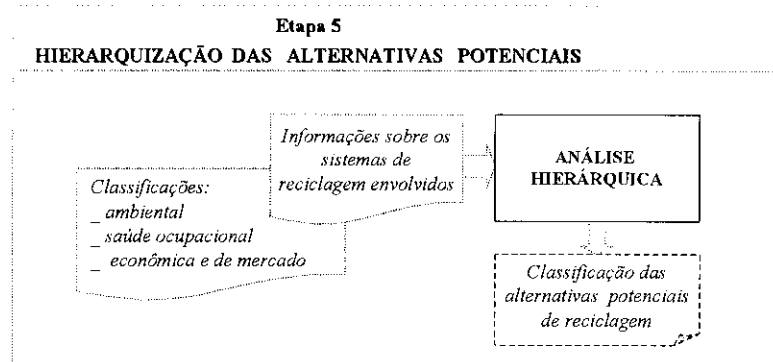 Etapa 5
HIERARQUIZAÇÃO DAS ALTERNATIVAS POTENCIAIS
Informações sobre os
sistemas de
reciclagem envolvidos
Classificações:
_ ambiental
_ saúde ocupacional
_ econômica e de mercado
ANÁLISE
HIERÁRQUICA
Classificação das
alternativas potenciais
de reciclagem